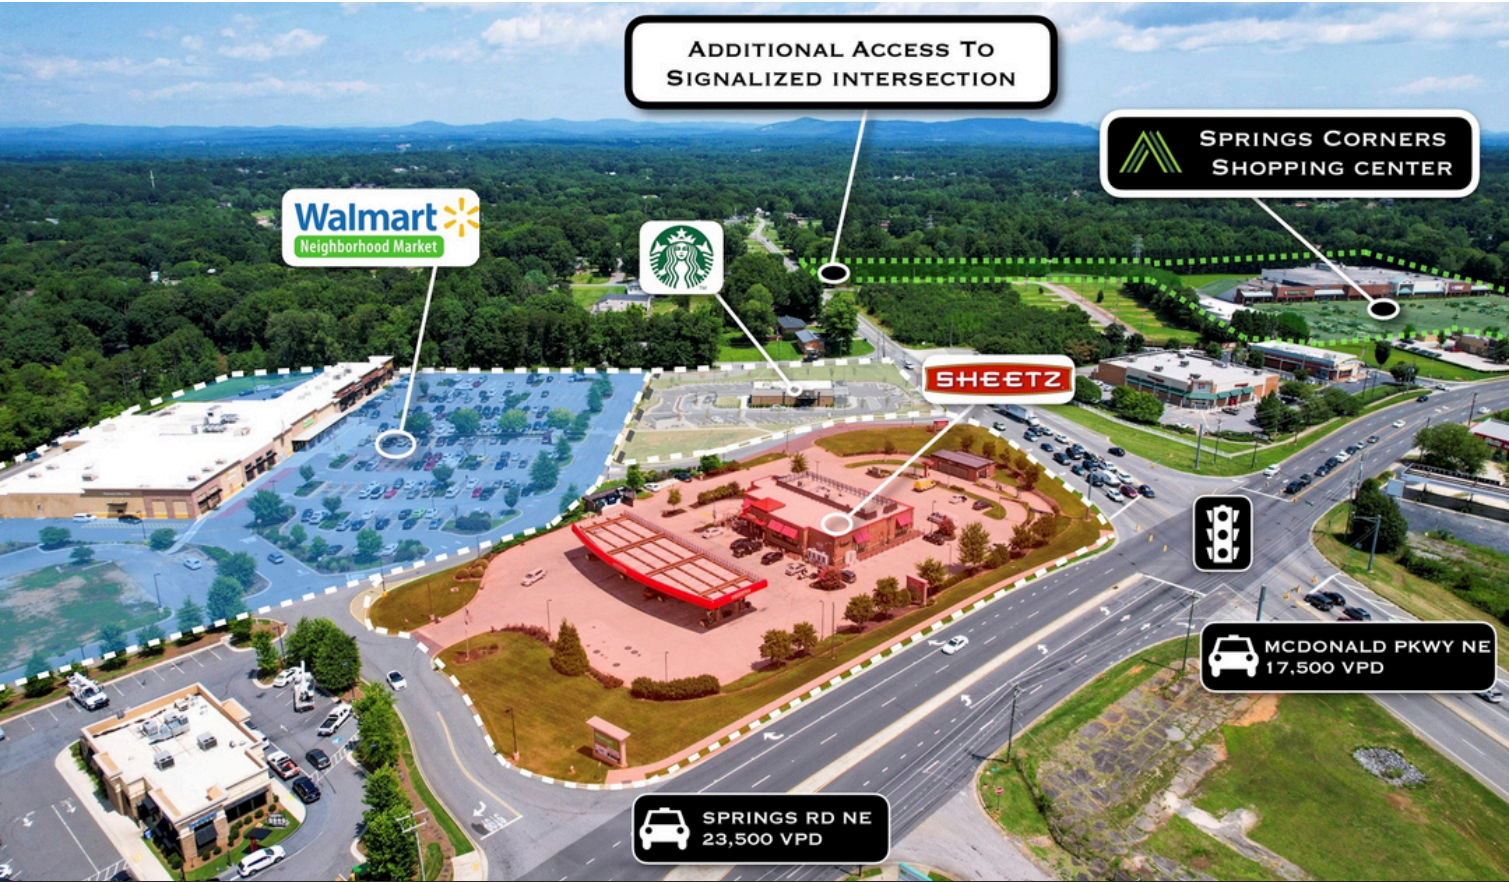 ADDITIONAL ACCESS TO
SIGNALIZED INTERSECTION
SPRINGS CORNERS
SHOPPING CENTER
Walmart
Neighborhood Market
SHEETZ
MCDONALD PKWY NE
17,500 VPD
SPRINGS RD NE
23,500 VPD